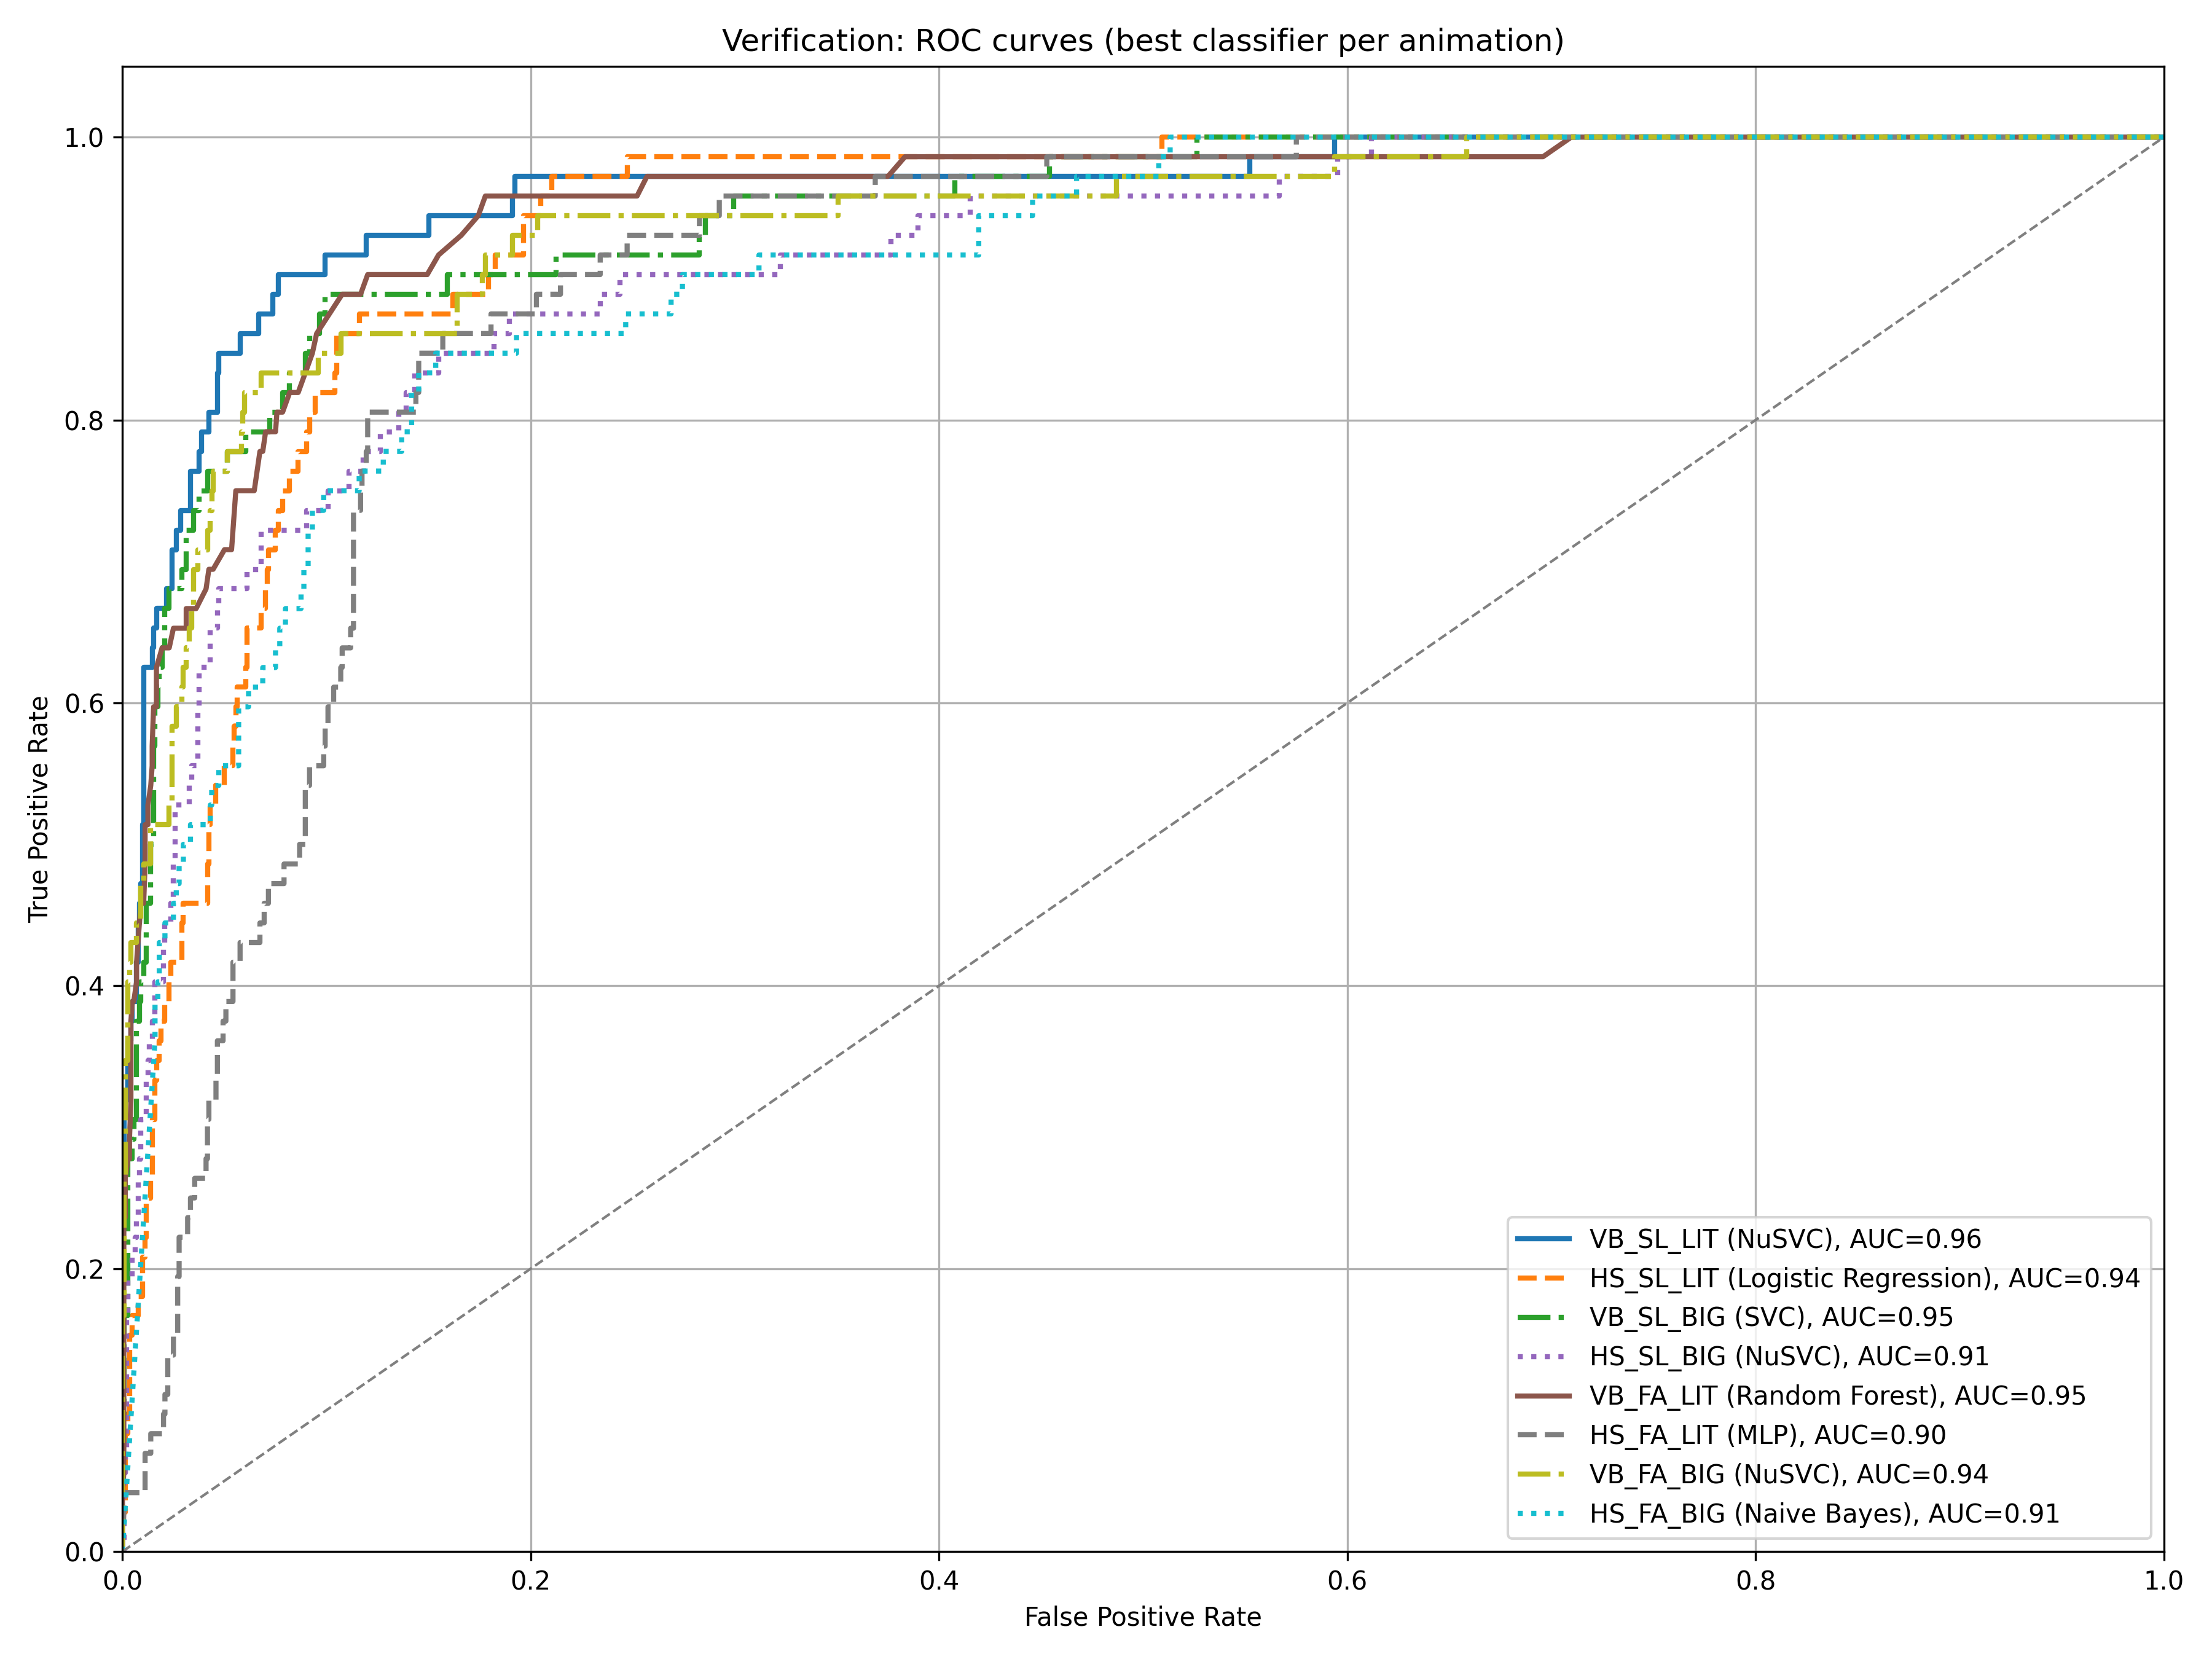 Verification: ROC curves (best classifier per animation)
1.0
0.8
0.6
0.4
0.2
0.0
True Positive Rate
0.0 0.2 0.4 0.6 0.8 1.0
False Positive Rate
VB_SL_LIT (NuSVC), AUC=0.96
HS_SL_LIT (Logistic Regression), AUC=0.94
VB_SL_BIG (SVC), AUC=0.95
HS_SL_BIG (NuSVC), AUC=0.91
VB_FA_LIT (Random Forest), AUC=0.95
HS_FA_LIT (MLP), AUC=0.90
VB_FA_BIG (NuSVC), AUC=0.94
HS_FA_BIG (Naive Bayes), AUC=0.91